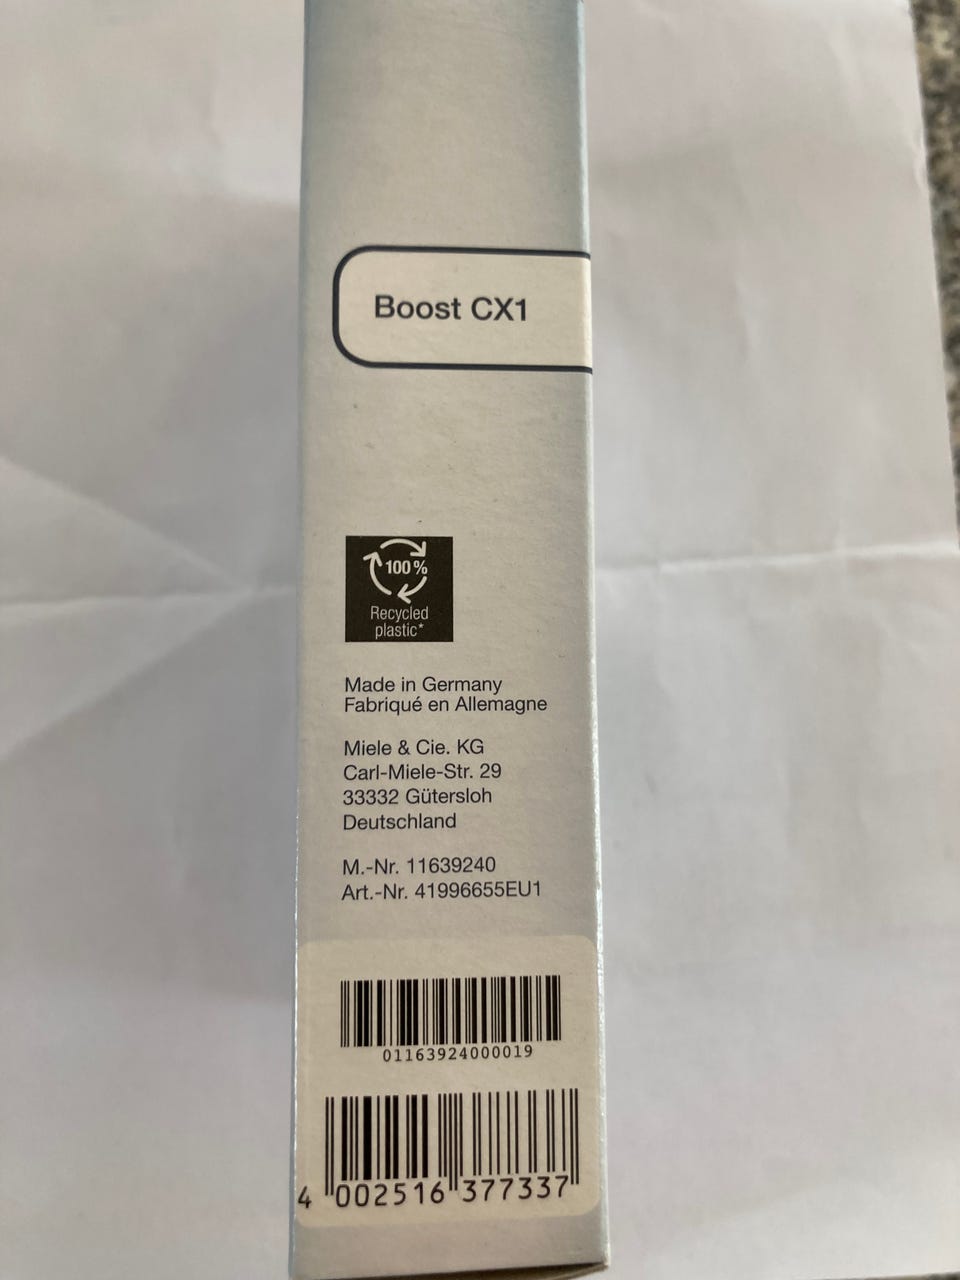 Boost CX1
100 %
Recycled
plastic*
Made in Germany
Fabriqué en Allemagne
Miele & Cie. KG
Carl-Miele-Str. 29
33332 Gütersloh
Deutschland
M.-Nr. 11639240
Art.-Nr. 41996655EU1
01163924000019
4 002516 377337